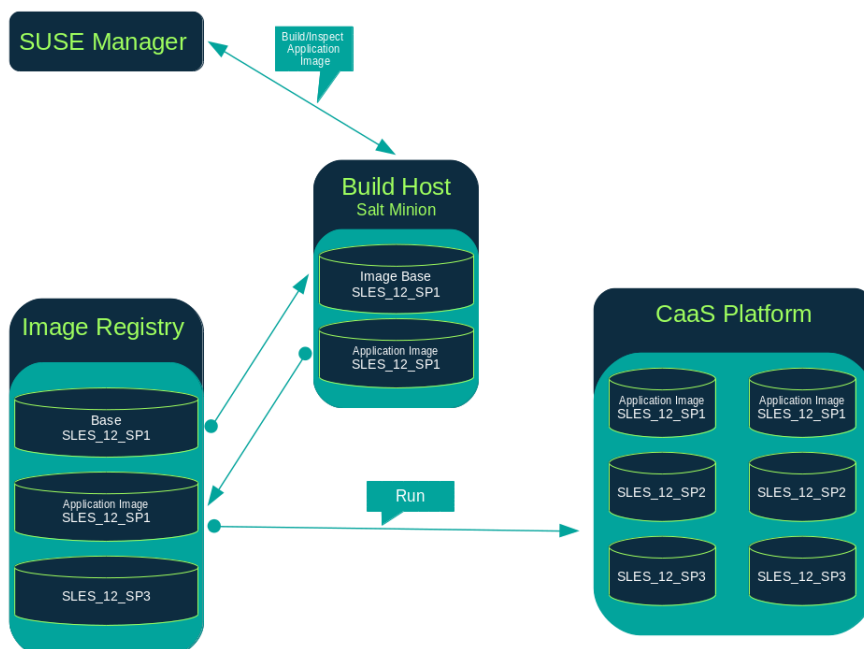 SUSE Manager
Build/Inspect
Application
Image
Build Host
Salt Minion
Image Base
SLES_12_SP1
Application Image
SLES_12_SP1
Image Registry
Base
SLES_12_SP1
Application Image
SLES_12_SP1
SLES_12_SP3
Run
CaaS Platform
Application Image
SLES_12_SP1
Application Image
SLES_12_SP1
SLES_12_SP2
SLES_12_SP2
SLES_12_SP3
SLES_12_SP3